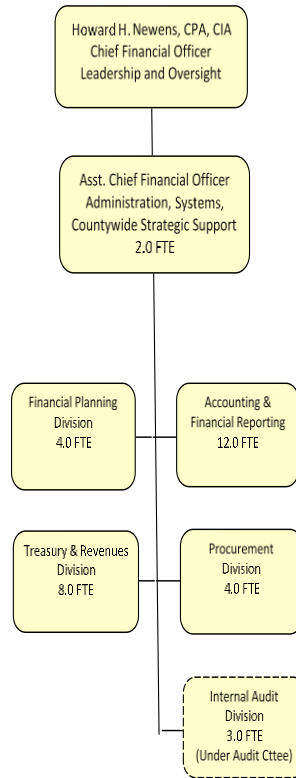 Howard H. Newens, CPA, CIA
Chief Financial Officer
Leadership and Oversight
Asst. Chief Financial Officer
Administration, Systems,
Countywide Strategic Support
2.0 FTE
Financial Planning
Division
4.0 FTE
Accounting &
Financial Reporting
12.0 FTE
Treasury & Revenues
Division
8.0 FTE
Procurement
Division
4.0 FTE
Internal Audit
Division
3.0 FTE
(Under Audit Cttee)